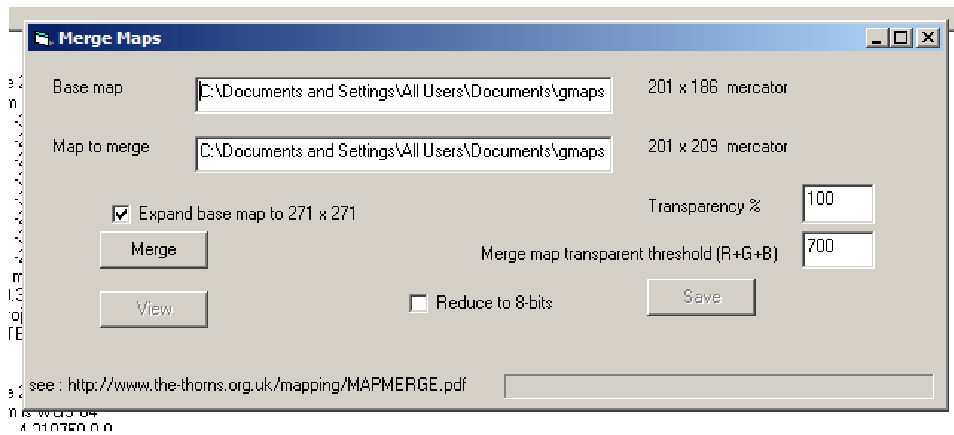 Merge Maps
Base map C:\Documents and Settings\All Users\Documents\gmaps 201 x 186 mercator
Map to merge C:\Documents and Settings\All Users\Documents\gmaps 201 x 209 mercator
Expand base map to 271 x 271 Transparency % 100
Merge Merge map transparent threshold (R+G+B) 700
View Reduce to 8-bits Save
see : http://www.the-thorns.org.uk/mapping/MAPMERGE.pdf